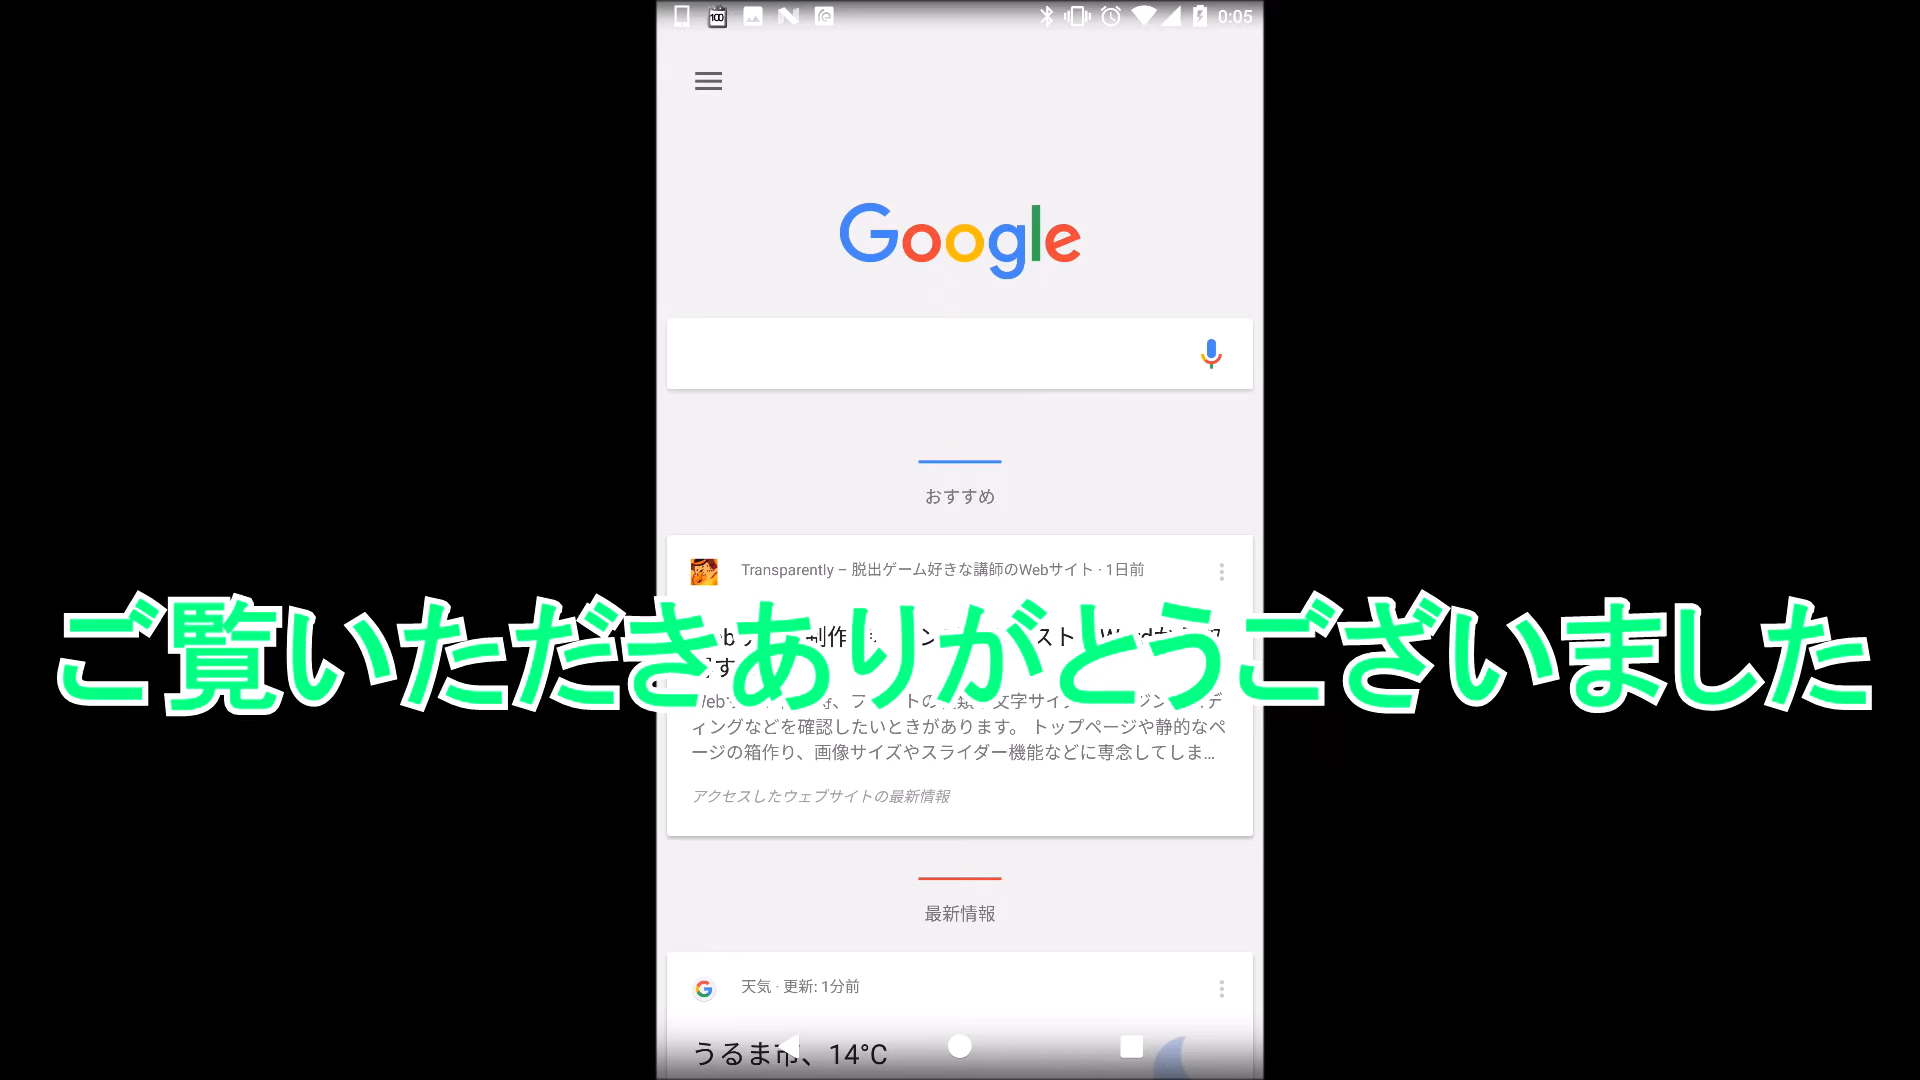 100
0:05
Google
おすすめ
Transparently – 脱出ゲーム好きな講師のWebサイト · 1日前
ご覧いただきありがとうございました
ィングなどを確認したいときがあります。 トップページや静的なペ
ージの箱作り、画像サイズやスライダー機能などに専念してしま...
アクセスしたウェブサイトの最新情報
最新情報
天気 · 更新: 1分前
うるま市、14°C